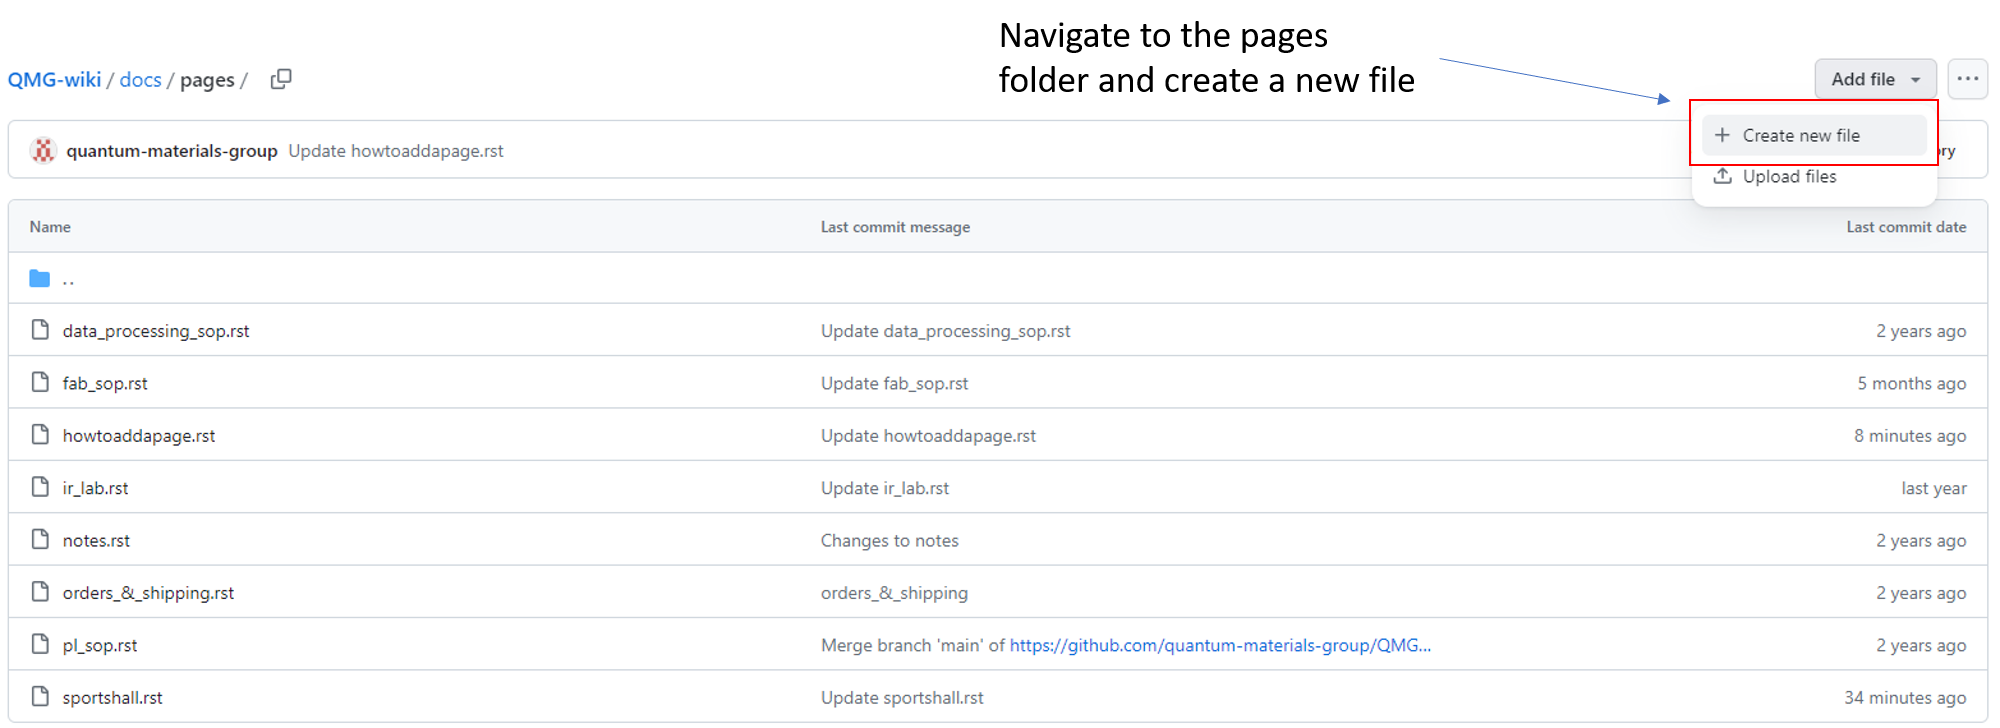 Navigate to the pages
folder and create a new file
QMG-wiki / docs / pages /
Add file
quantum-materials-group Update howtoaddapage.rst
Create new file
Upload files
Name Last commit message Last commit date
..
data_processing_sop.rst Update data_processing_sop.rst 2 years ago
fab_sop.rst Update fab_sop.rst 5 months ago
howtoaddapage.rst Update howtoaddapage.rst 8 minutes ago
ir_lab.rst Update ir_lab.rst last year
notes.rst Changes to notes 2 years ago
orders_&_shipping.rst orders_&_shipping 2 years ago
pl_sop.rst Merge branch 'main' of https://github.com/quantum-materials-group/QMG... 2 years ago
sportshall.rst Update sportshall.rst 34 minutes ago